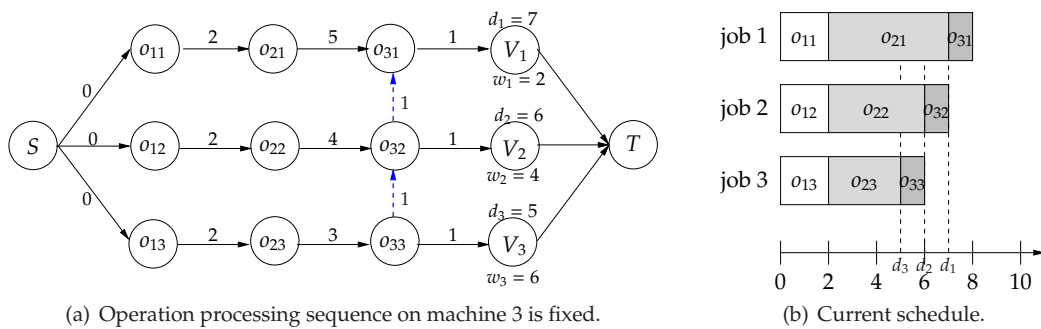 d₁ = 7
o₁₁ 2 o₂₁ 5 o₃₁ 1 V₁
w₁ = 2
0
1
d₂ = 6
S 0 o₁₂ 2 o₂₂ 4 o₃₂ 1 V₂ T
w₂ = 4
0
1
d₃ = 5
o₁₃ 2 o₂₃ 3 o₃₃ 1 V₃
w₃ = 6
(a) Operation processing sequence on machine 3 is fixed.
job 1 o₁₁ o₂₁ o₃₁
job 2 o₁₂ o₂₂ o₃₂
job 3 o₁₃ o₂₃ o₃₃
d₃ d₂ d₁
0 2 4 6 8 10
(b) Current schedule.